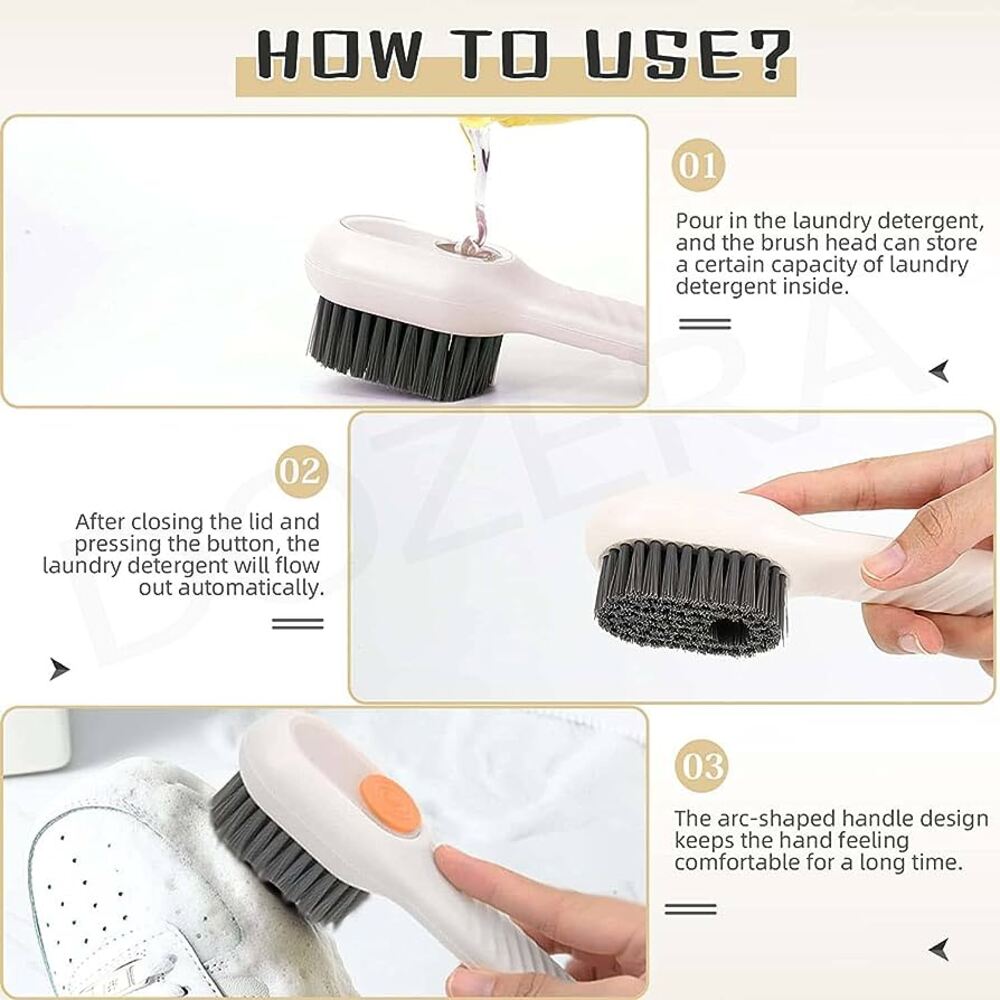 HOW TO USE?
01
Pour in the laundry detergent,
and the brush head can store
a certain capacity of laundry
detergent inside.
02
After closing the lid and
pressing the button, the
laundry detergent will flow
out automatically.
03
The arc-shaped handle design
keeps the hand feeling
comfortable for a long time.
DOZERA